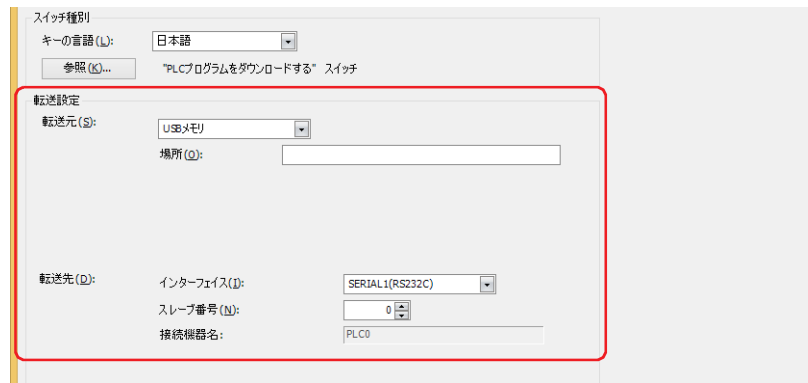 スイッチ種別
キーの言語(L): 日本語
参照(K)... "PLCプログラムをダウンロードする" スイッチ
転送設定
転送元(S): USBメモリ
場所(O):
転送先(D): インターフェイス(I): SERIAL1(RS232C)
スレーブ番号(N): 0
接続機器名: PLC0